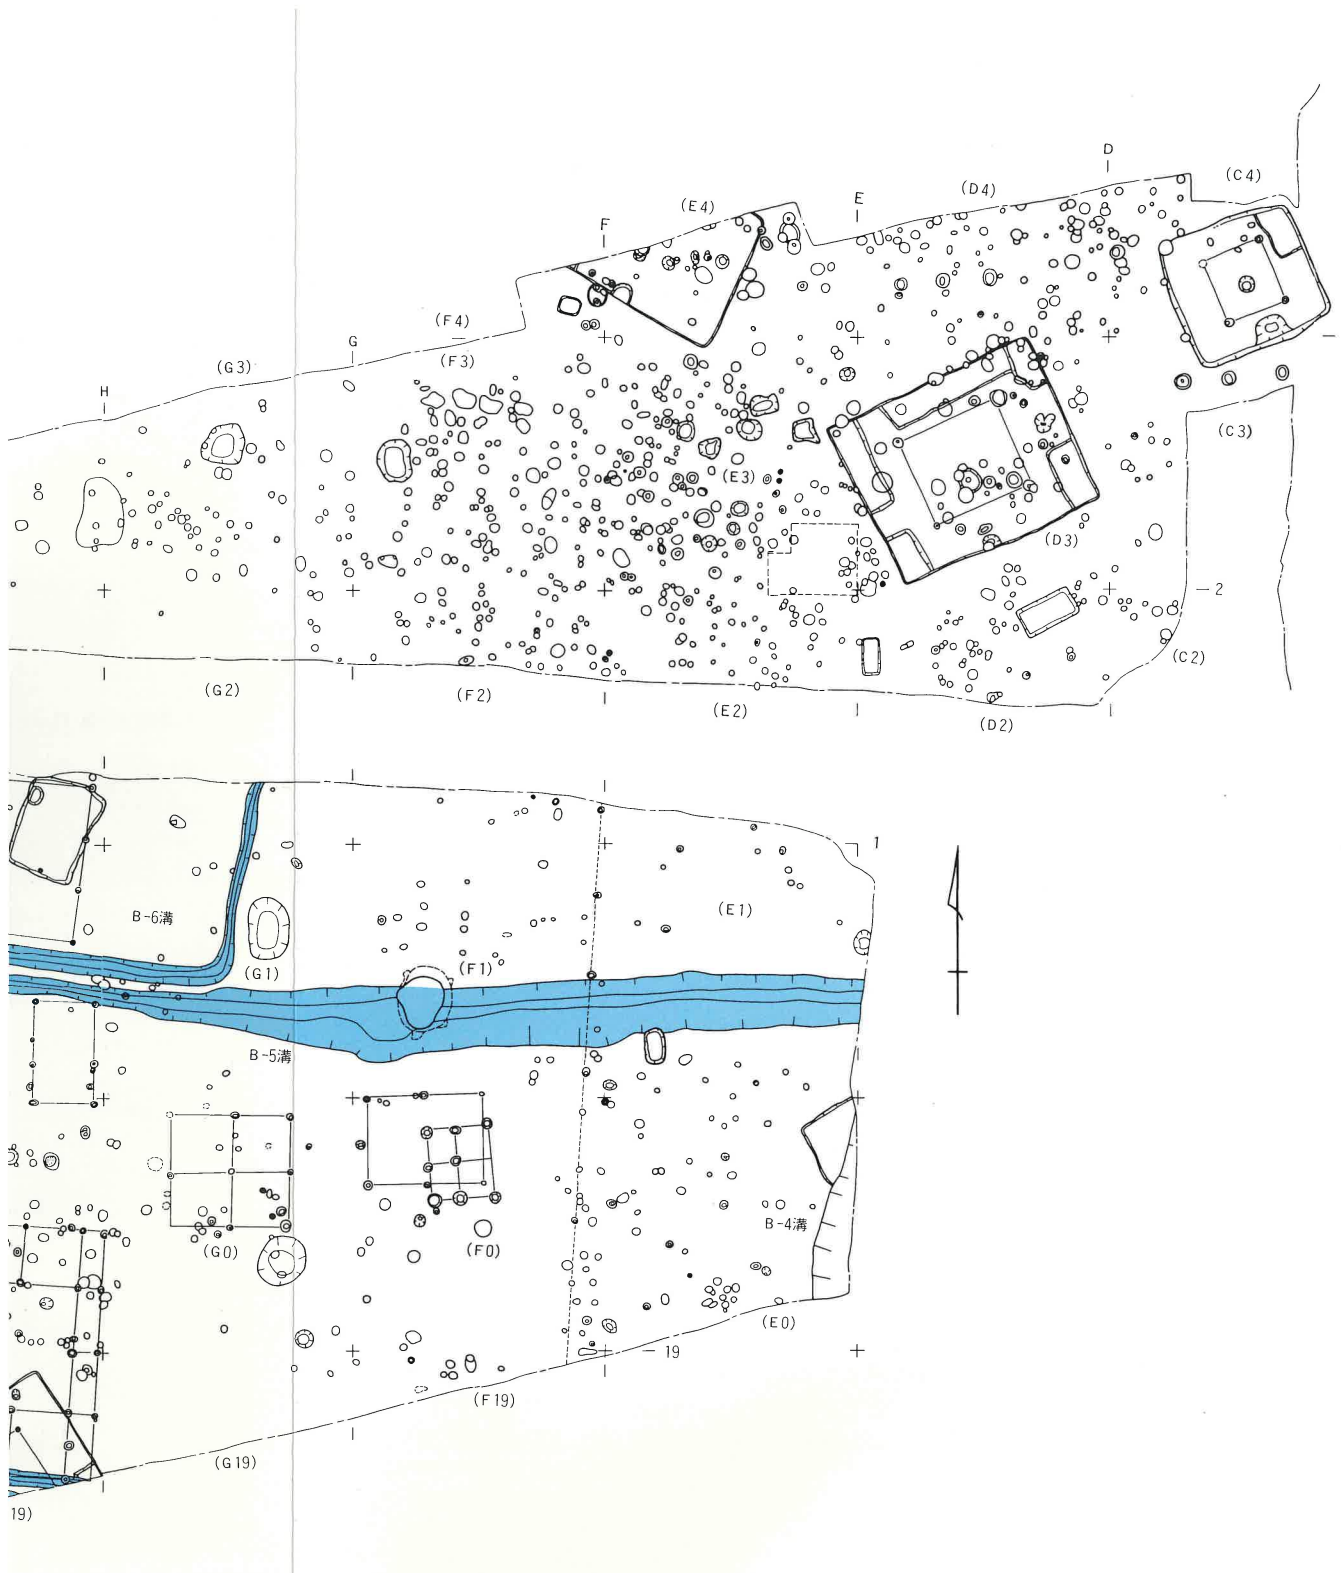 D
(C4)
(D4)
E
(E4)
F
(F4)
G
(F3)
(G3)
H
(C3)
(E3)
(D3)
2
(C2)
(G2)
(F2)
(E2)
(D2)
1
(E1)
B-6溝
(G1)
(F1)
B-5溝
B-4溝
(G0)
(F0)
(E0)
19
(F19)
(G19)
19)